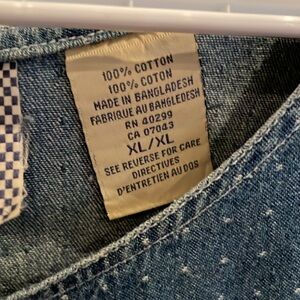 100% COTTON
100% COTON
MADE IN BANGLADESH
FABRIQUE AU BANGLEDESH
RN 40299
CA 07043
XL/XL
SEE REVERSE FOR CARE
DIRECTIVES
D'ENTRETIEN AU DOS